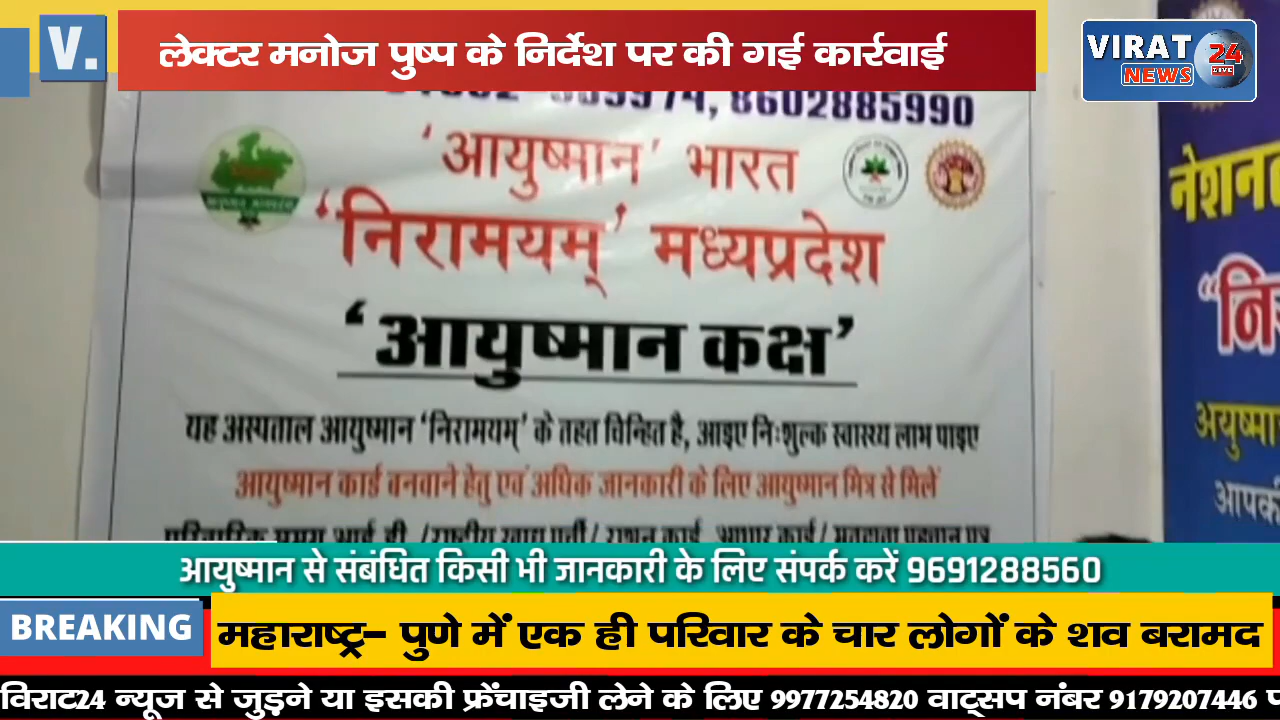 V.
लेक्टर मनोज पुष्प के निर्देश पर की गई कार्रवाई
VIRAT
24
LIVE
NEWS
8602885990
'आयुष्मान' भारत
'निरामयम्' मध्यप्रदेश
'आयुष्मान कक्ष'
यह अस्पताल आयुष्मान 'निरामयम्' के तहत चिन्हित है, आइए निःशुल्क स्वास्थ्य लाभ पाइए
आयुष्मान कार्ड बनवाने हेतु एवं अधिक जानकारी के लिए आयुष्मान मित्र से मिलें
आयुष्मान से संबंधित किसी भी जानकारी के लिए संपर्क करें 9691288560
BREAKING
महाराष्ट्र- पुणे में एक ही परिवार के चार लोगों के शव बरामद
विराट24 न्यूज से जुड़ने या इसकी फ्रेंचाइजी लेने के लिए 9977254820 वाट्सप नंबर 9179207446